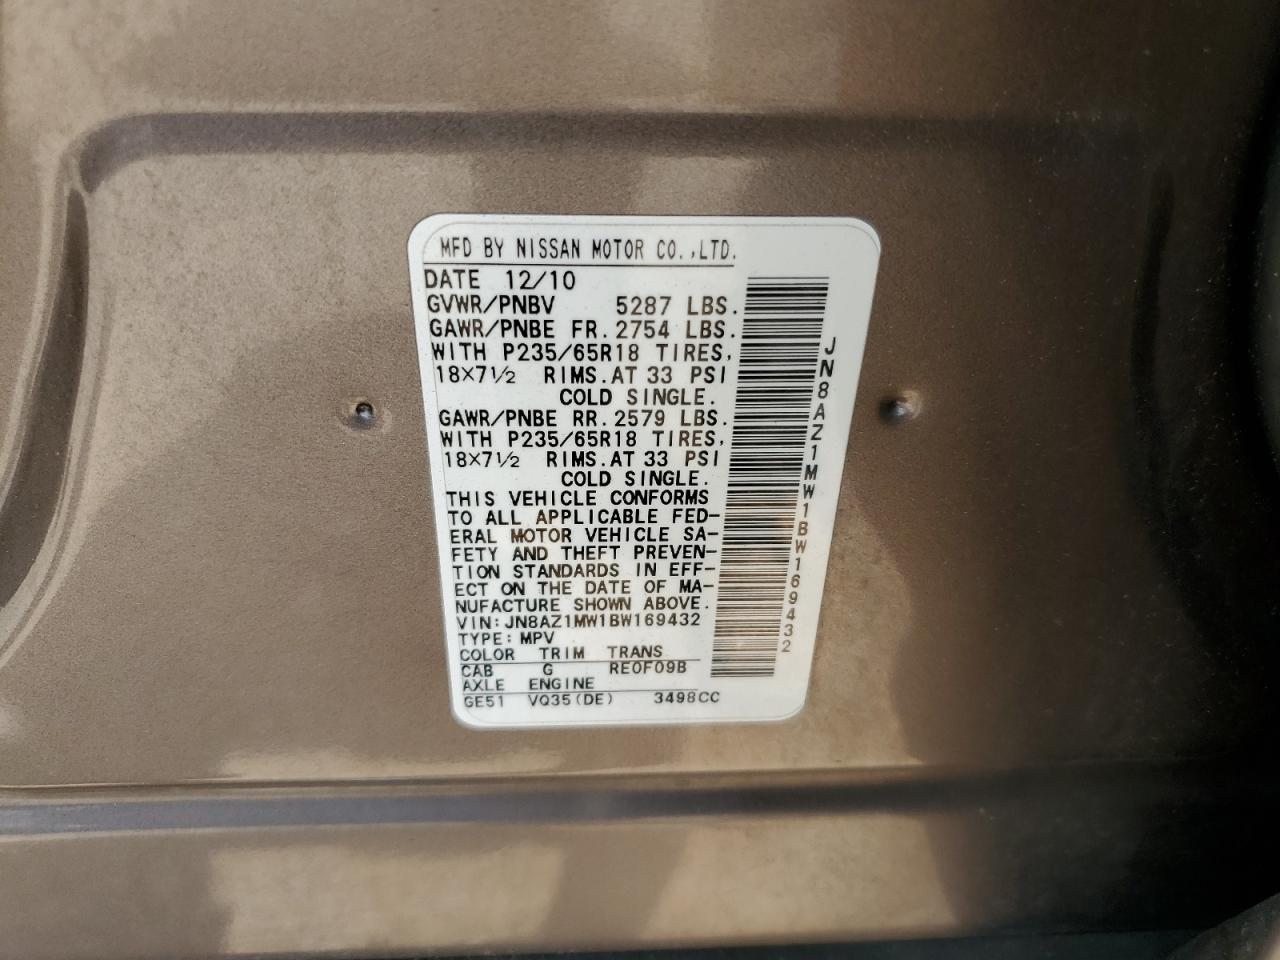 MFD BY NISSAN MOTOR CO.,LTD.
DATE 12/10
GVWR/PNBV 5287 LBS.
GAWR/PNBE FR. 2754 LBS.
WITH P235/65R18 TIRES,
18×7½ RIMS. AT 33 PSI
COLD SINGLE.
GAWR/PNBE RR. 2579 LBS.
WITH P235/65R18 TIRES,
18×7½ RIMS. AT 33 PSI
COLD SINGLE.
THIS VEHICLE CONFORMS
TO ALL APPLICABLE FED-
ERAL MOTOR VEHICLE SA-
FETY AND THEFT PREVEN-
TION STANDARDS IN EFF-
ECT ON THE DATE OF MA-
NUFACTURE SHOWN ABOVE.
VIN: JN8AZ1MW1BW169432
TYPE: MPV
COLOR TRIM TRANS
CAB G RE0F09B
AXLE ENGINE
GE51 VQ35(DE) 3498CC
JN8AZ1MW1BW169432